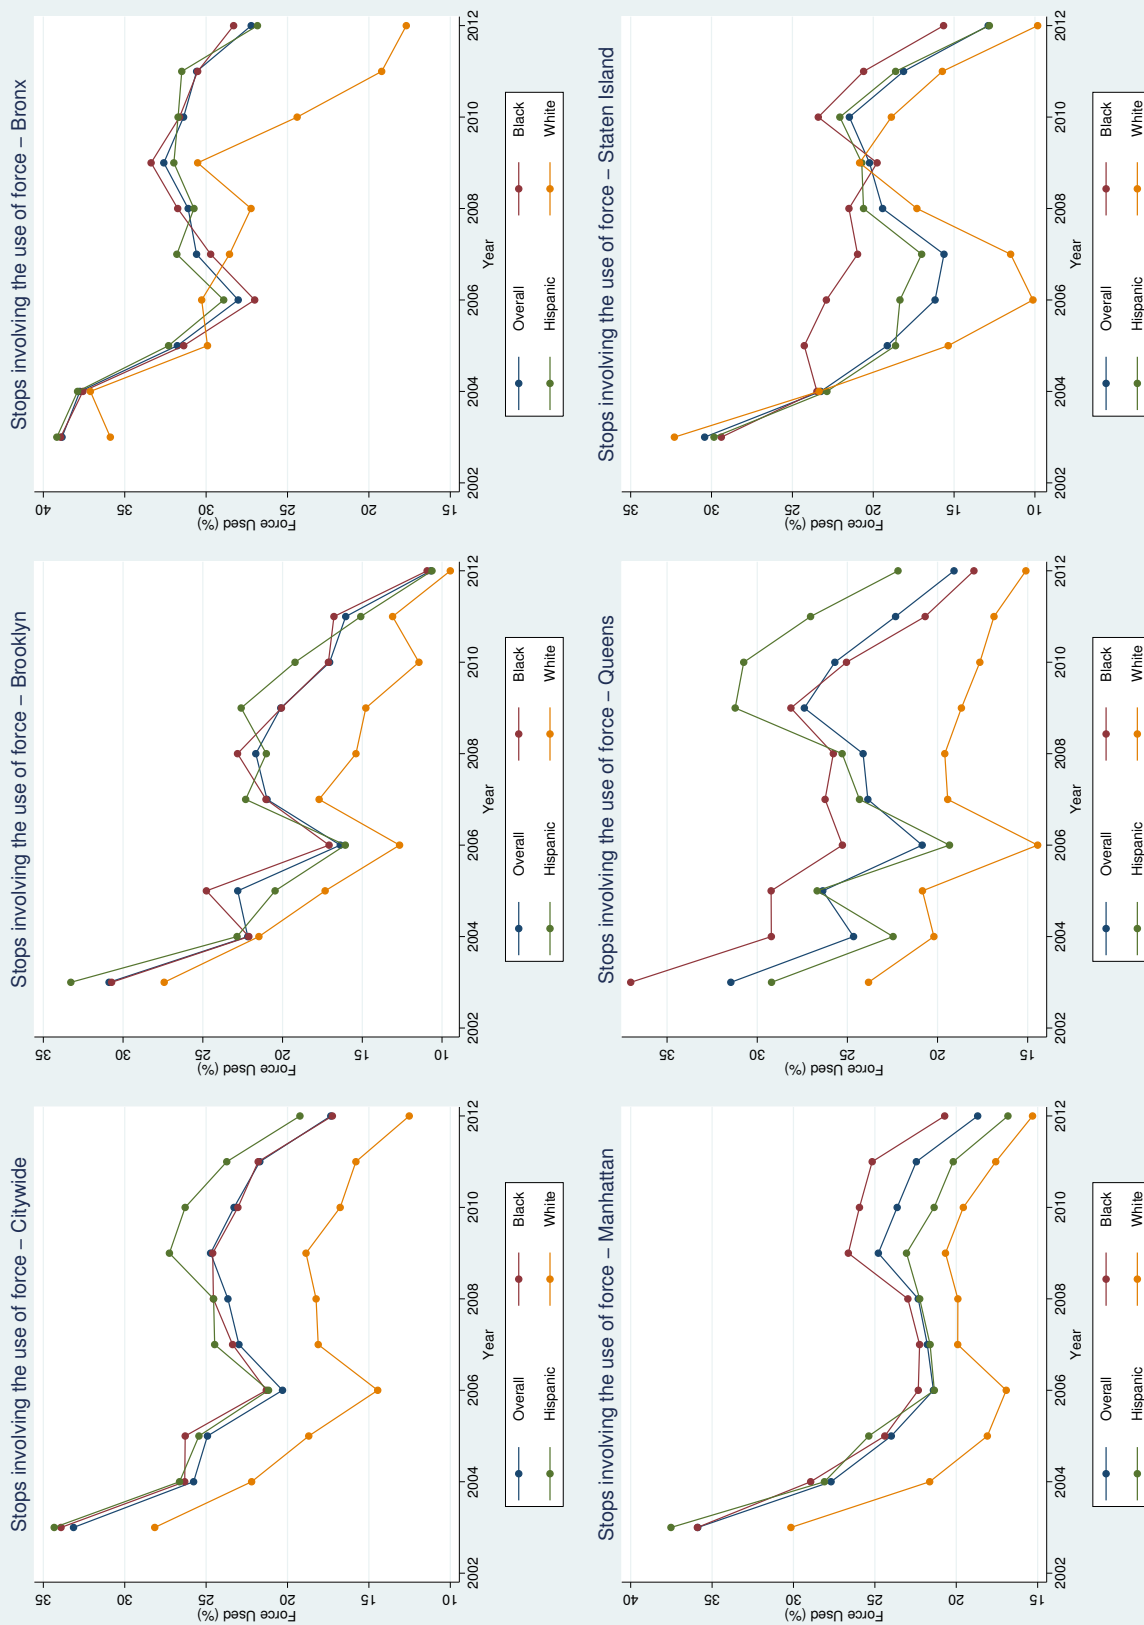 Stops involving the use of force – Citywide
Force Used (%)
10 15 20 25 30 35
2002 2004 2006 2008 2010 2012
Year
Overall Black
Hispanic White
Stops involving the use of force – Brooklyn
Force Used (%)
10 15 20 25 30 35
2002 2004 2006 2008 2010 2012
Year
Overall Black
Hispanic White
Stops involving the use of force – Bronx
Force Used (%)
15 20 25 30 35 40
2002 2004 2006 2008 2010 2012
Year
Overall Black
Hispanic White
Stops involving the use of force – Manhattan
Force Used (%)
15 20 25 30 35 40
2002 2004 2006 2008 2010 2012
Year
Overall Black
Hispanic White
Stops involving the use of force – Queens
Force Used (%)
15 20 25 30 35
2002 2004 2006 2008 2010 2012
Year
Overall Black
Hispanic White
Stops involving the use of force – Staten Island
Force Used (%)
10 15 20 25 30 35
2002 2004 2006 2008 2010 2012
Year
Overall Black
Hispanic White